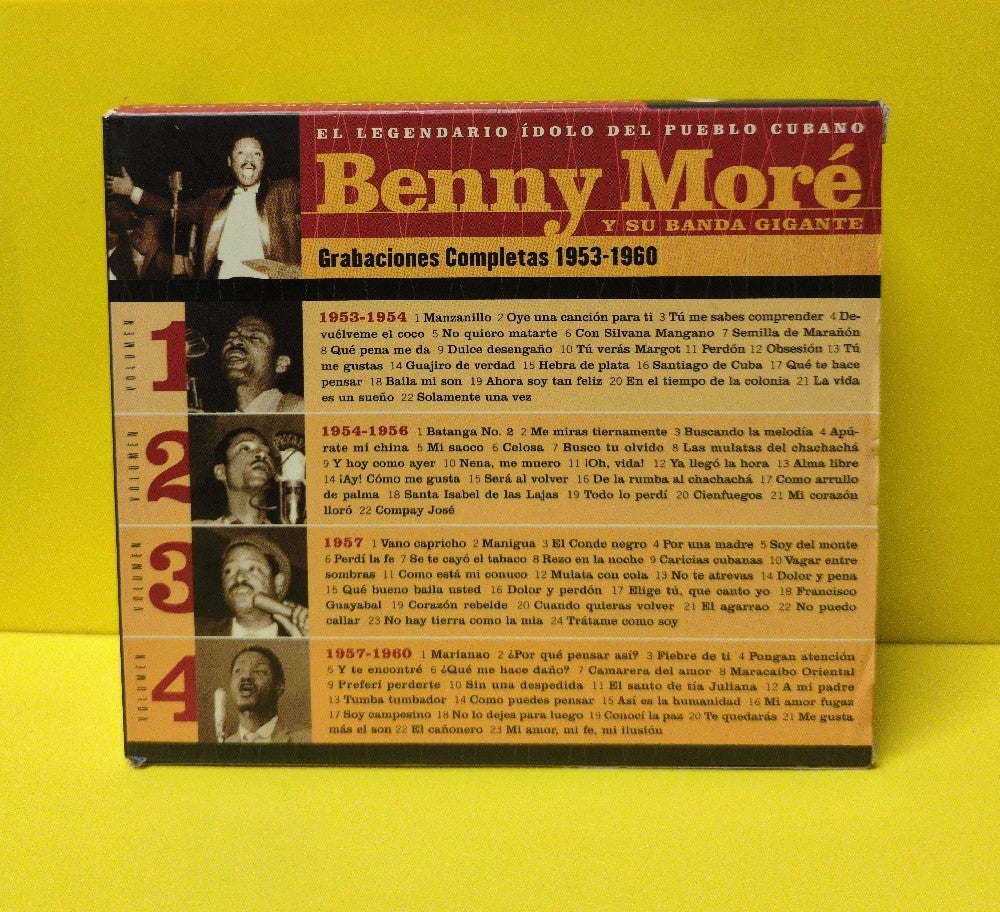 EL LEGENDARIO ÍDOLO DEL PUEBLO CUBANO
Benny Moré
Y SU BANDA GIGANTE
Grabaciones Completas 1953-1960
VOLUMEN 1
1953-1954 1 Manzanillo 2 Oye una canción para ti 3 Tú me sabes comprender 4 De-
vuélveme el coco 5 No quiero matarte 6 Con Silvana Mangano 7 Semilla de Marañón
8 Qué pena me da 9 Dulce desengaño 10 Tú verás Margot 11 Perdón 12 Obsesión 13 Tú
me gustas 14 Guajiro de verdad 15 Hebra de plata 16 Santiago de Cuba 17 Qué te hace
pensar 18 Baila mi son 19 Ahora soy tan feliz 20 En el tiempo de la colonia 21 La vida
es un sueño 22 Solamente una vez
VOLUMEN 2
1954-1956 1 Batanga No. 2 2 Me miras tiernamente 3 Buscando la melodía 4 Apú-
rate mi china 5 Mi saoco 6 Celosa 7 Busco tu olvido 8 Las mulatas del chachachá
9 Y hoy como ayer 10 Nena, me muero 11 ¡Oh, vida! 12 Ya llegó la hora 13 Alma libre
14 ¡Ay! Cómo me gusta 15 Será al volver 16 De la rumba al chachachá 17 Como arrullo
de palma 18 Santa Isabel de las Lajas 19 Todo lo perdí 20 Cienfuegos 21 Mi corazón
lloró 22 Compay José
VOLUMEN 3
1957 1 Vano capricho 2 Manigua 3 El Conde negro 4 Por una madre 5 Soy del monte
6 Perdí la fe 7 Se te cayó el tabaco 8 Rezo en la noche 9 Caricias cubanas 10 Vagar entre
sombras 11 Como está mi conuco 12 Mulata con cola 13 No te atrevas 14 Dolor y pena
15 Qué bueno baila usted 16 Dolor y perdón 17 Elige tú, que canto yo 18 Francisco
Guayabal 19 Corazón rebelde 20 Cuando quieras volver 21 El agarrao 22 No puedo
callar 23 No hay tierra como la mía 24 Trátame como soy
VOLUMEN 4
1957-1960 1 Marianao 2 ¿Por qué pensar así? 3 Fiebre de ti 4 Pongan atención
5 Y te encontré 6 ¿Qué me hace daño? 7 Camarera del amor 8 Maracaibo Oriental
9 Preferí perderte 10 Sin una despedida 11 El santo de tía Juliana 12 A mi padre
13 Tumba tumbador 14 Como puedes pensar 15 Así es la humanidad 16 Mi amor fugaz
17 Soy campesino 18 No lo dejes para luego 19 Conocí la paz 20 Te quedarás 21 Me gusta
más el son 22 El cañonero 23 Mi amor, mi fe, mi ilusión